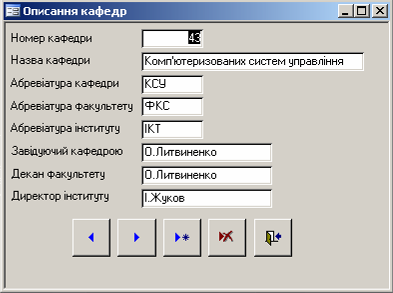 Описання кафедр
Номер кафедри 43
Назва кафедри Комп'ютеризованих систем управління
Абревіатура кафедри КСУ
Абревіатура факультету ФКС
Абревіатура інституту ІКТ
Завідуючий кафедрою О.Литвиненко
Декан факультету О.Литвиненко
Директор інституту І.Жуков